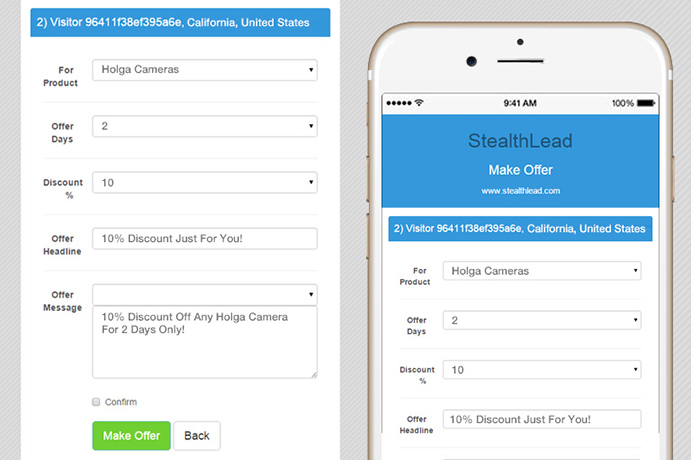 2) Visitor 96411f38ef395a6e, California, United States
For Product
Holga Cameras
Offer Days
2
Discount %
10
Offer Headline
10% Discount Just For You!
Offer Message
10% Discount Off Any Holga Camera
For 2 Days Only!
Confirm
Make Offer
Back
9:41 AM
100%
StealthLead
Make Offer
www.stealthlead.com
2) Visitor 96411f38ef395a6e, California, United States
For Product
Holga Cameras
Offer Days
2
Discount %
10
Offer Headline
10% Discount Just For You!